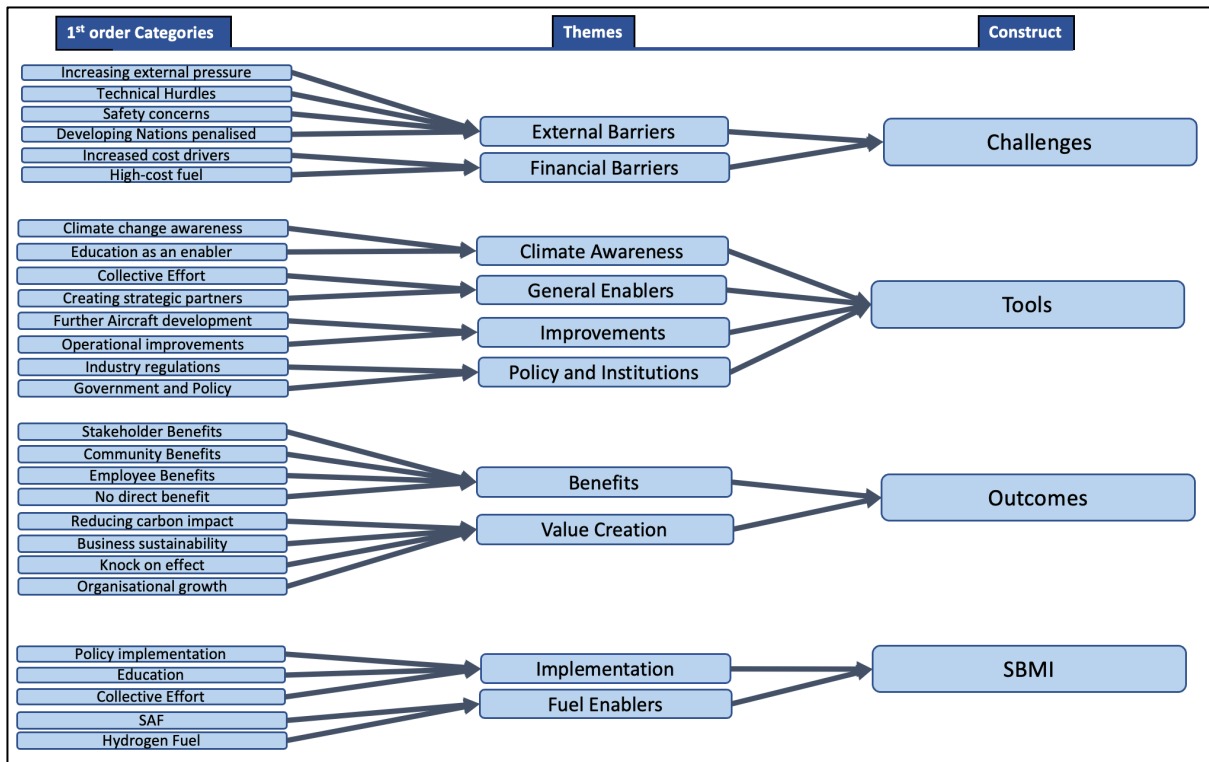 1st order Categories
Themes
Construct
Increasing external pressure
Technical Hurdles
Safety concerns
Developing Nations penalised
Increased cost drivers
High-cost fuel
External Barriers
Financial Barriers
Challenges
Climate change awareness
Education as an enabler
Collective Effort
Creating strategic partners
Further Aircraft development
Operational improvements
Industry regulations
Government and Policy
Climate Awareness
General Enablers
Improvements
Policy and Institutions
Tools
Stakeholder Benefits
Community Benefits
Employee Benefits
No direct benefit
Reducing carbon impact
Business sustainability
Knock on effect
Organisational growth
Benefits
Value Creation
Outcomes
Policy implementation
Education
Collective Effort
SAF
Hydrogen Fuel
Implementation
Fuel Enablers
SBMI